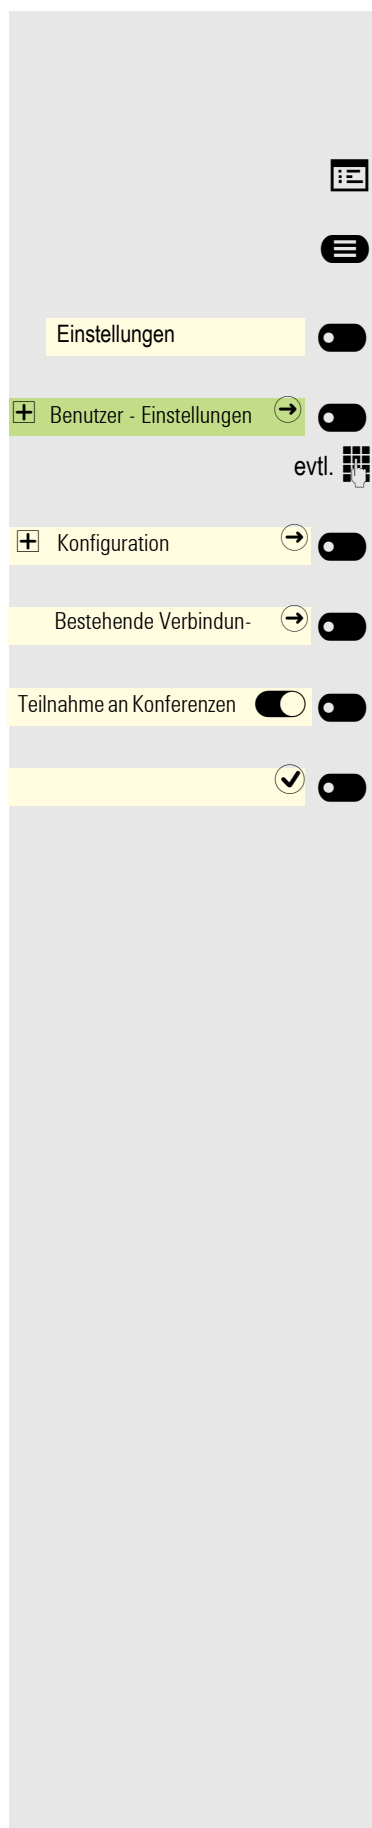 Einstellungen
Benutzer - Einstellungen
evtl.
Konfiguration
Bestehende Verbindun-
Teilnahme an Konferenzen